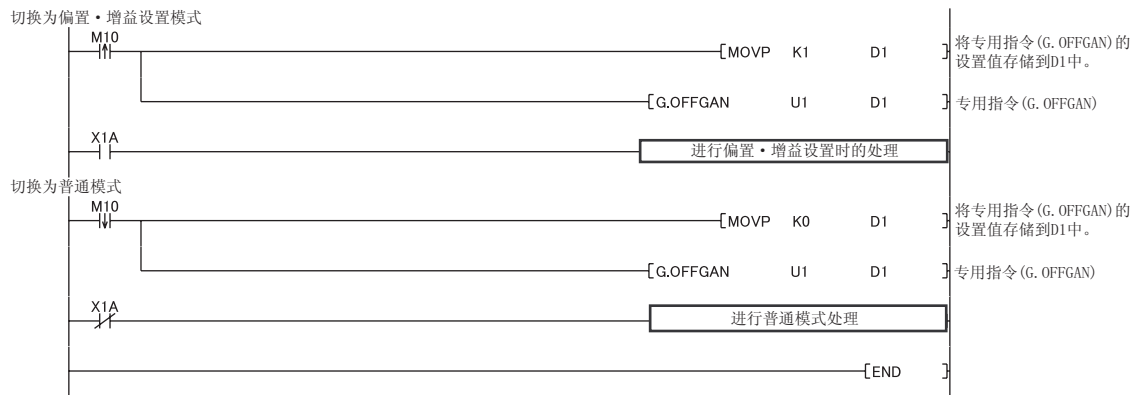 切换为偏置·增益设置模式
M10
MOVP K1 D1
将专用指令(G.OFFGAN)的
设置值存储到D1中。
G.OFFGAN U1 D1
专用指令(G.OFFGAN)
X1A
进行偏置·增益设置时的处理
切换为普通模式
M10
MOVP K0 D1
将专用指令(G.OFFGAN)的
设置值存储到D1中。
G.OFFGAN U1 D1
专用指令(G.OFFGAN)
X1A
进行普通模式处理
END